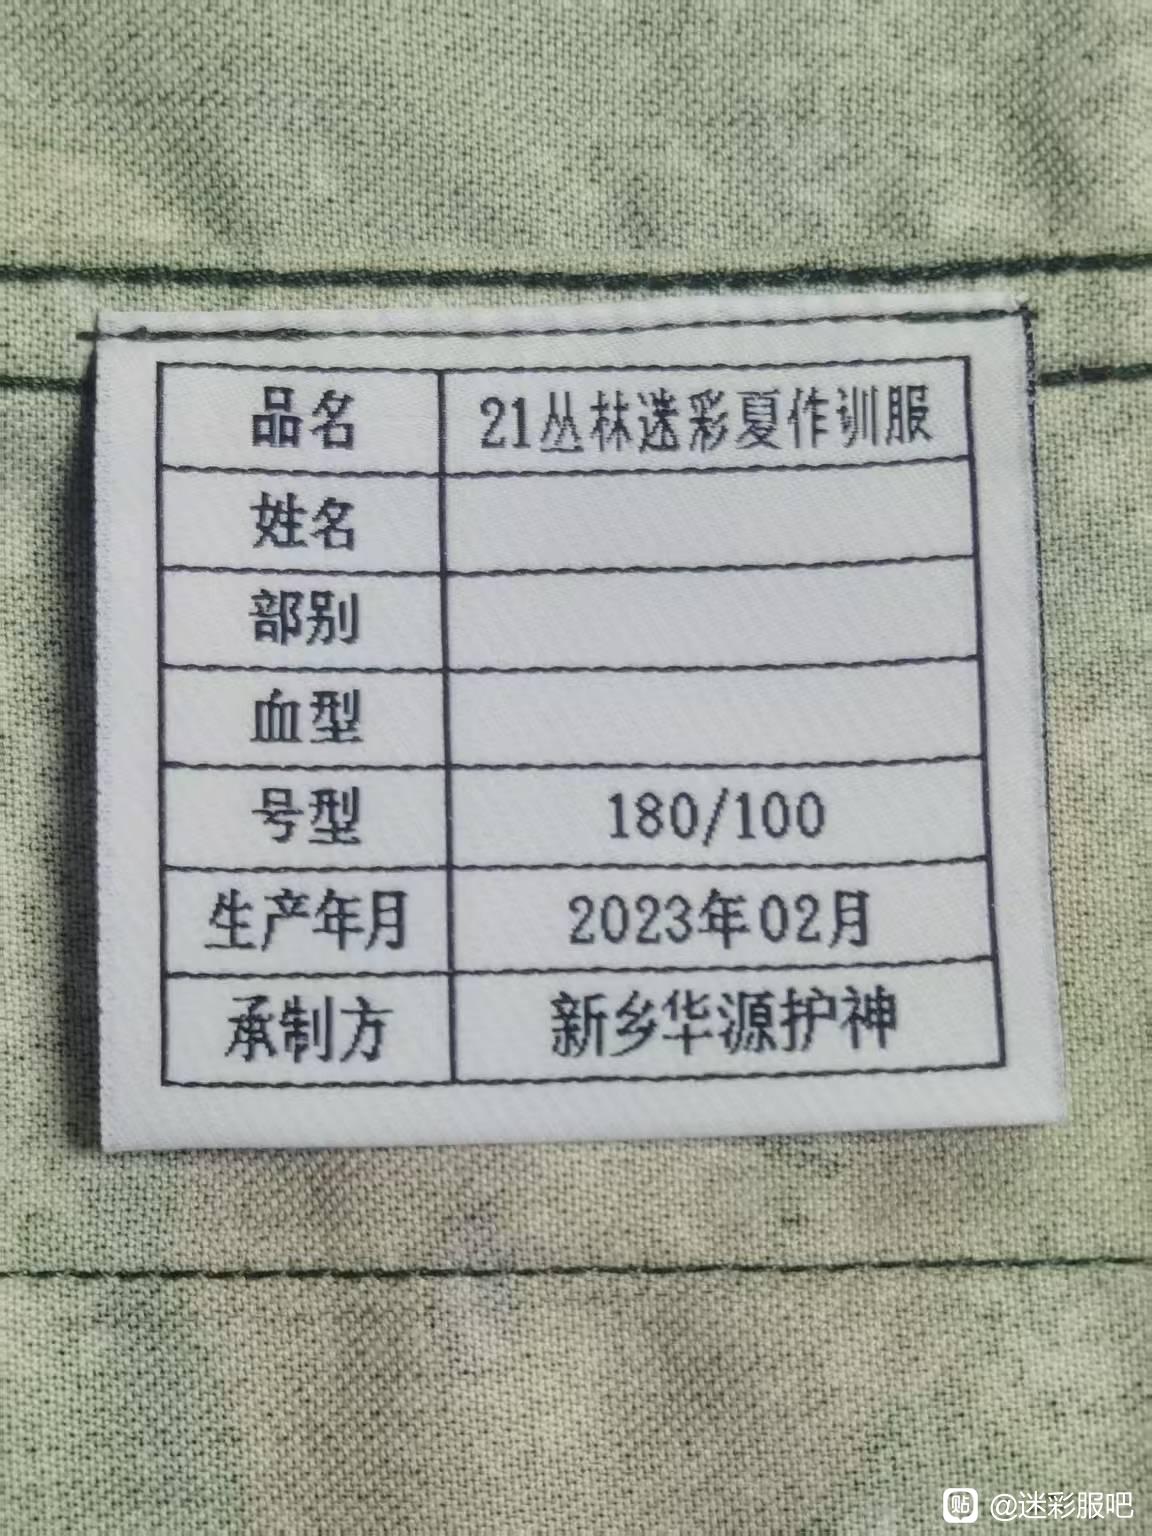 品名 21丛林迷彩夏作训服
姓名
部别
血型
号型 180/100
生产年月 2023年02月
承制方 新乡华源护神
贴 @迷彩服吧